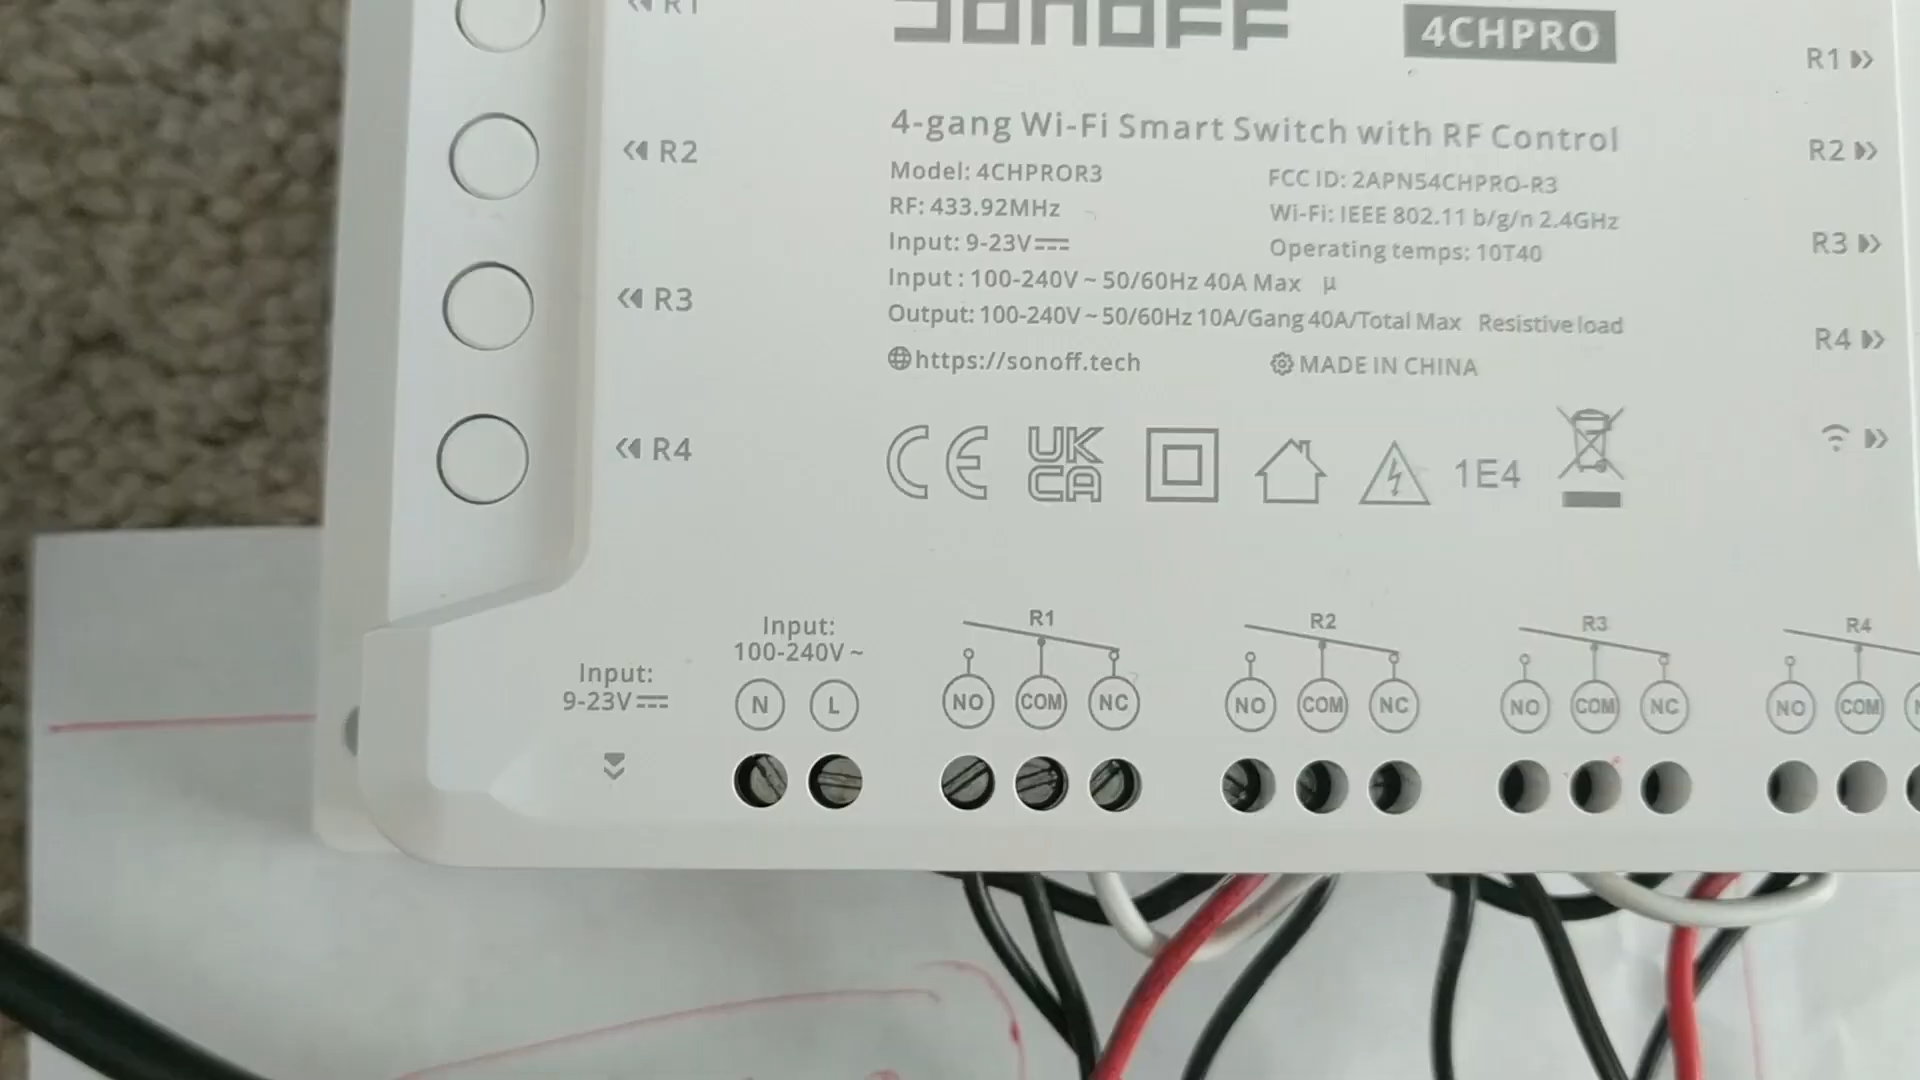 R1
SONOFF 4CHPRO
R1
4-gang Wi-Fi Smart Switch with RF Control
R2
R2
Model: 4CHPROR3 FCC ID: 2APN54CHPRO-R3
RF: 433.92MHz Wi-Fi: IEEE 802.11 b/g/n 2.4GHz
Input: 9-23V⎓ Operating temps: 10T40
R3
Input : 100-240V ~ 50/60Hz 40A Max µ
R3
Output: 100-240V ~ 50/60Hz 10A/Gang 40A/Total Max Resistive load
R4
https://sonoff.tech MADE IN CHINA
R4
CE UK CA 1E4
Input: 100-240V ~
Input: 9-23V⎓
N L
R1
NO COM NC
R2
NO COM NC
R3
NO COM NC
R4
NO COM